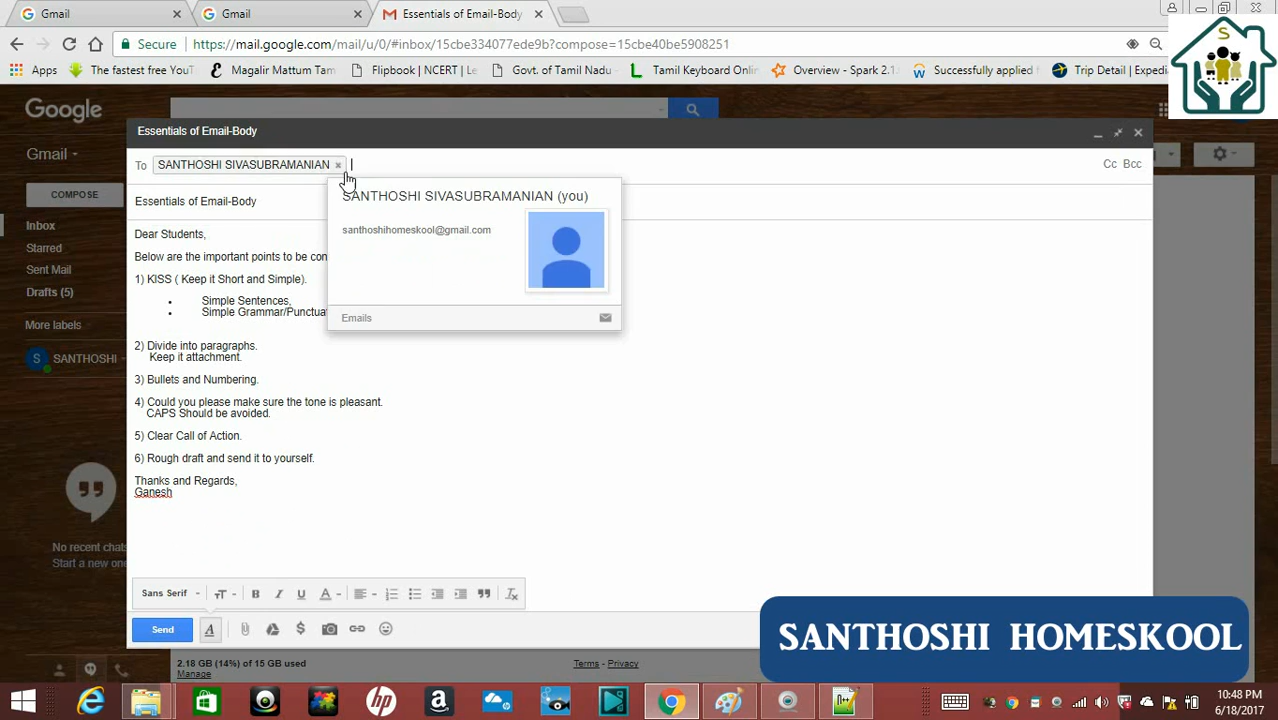 Gmail
Gmail
Essentials of Email-Body
Secure
https://mail.google.com/mail/u/0/#inbox/15cbe334077e2e9b?compose=15cbe40be5908251
Apps
The fastest free YouT
Magalir Mattum Tam
Flipbook | NCERT | Le
Govt of Tamil Nadu
Tamil Keyboard Onli
Overview - Spark 2.1.
Successfully applied f
Trip Detail | Expedi
S
Google
Essentials of Email-Body
To
SANTHOSHI SIVASUBRAMANIAN
Cc Bcc
Gmail
COMPOSE
SANTHOSHI SIVASUBRAMANIAN (you)
santhoshihomeskool@gmail.com
Emails
Essentials of Email-Body
Inbox
Starred
Sent Mail
Drafts (5)
More labels
S SANTHOSHI
Dear Students,
Below are the important points to be con
1) KISS ( Keep it Short and Simple).
• Simple Sentences,
• Simple Grammar/Punctuat
2) Divide into paragraphs.
Keep it attachment.
3) Bullets and Numbering.
4) Could you please make sure the tone is pleasant.
CAPS Should be avoided.
5) Clear Call of Action.
6) Rough draft and send it to yourself.
Thanks and Regards,
Ganesh
No recent chats
Start a new one
Sans Serif
Send
SANTHOSHI HOMESKOOL
2.18 GB (14%) of 15 GB used
Manage
Terms - Privacy
10:48 PM
6/18/2017